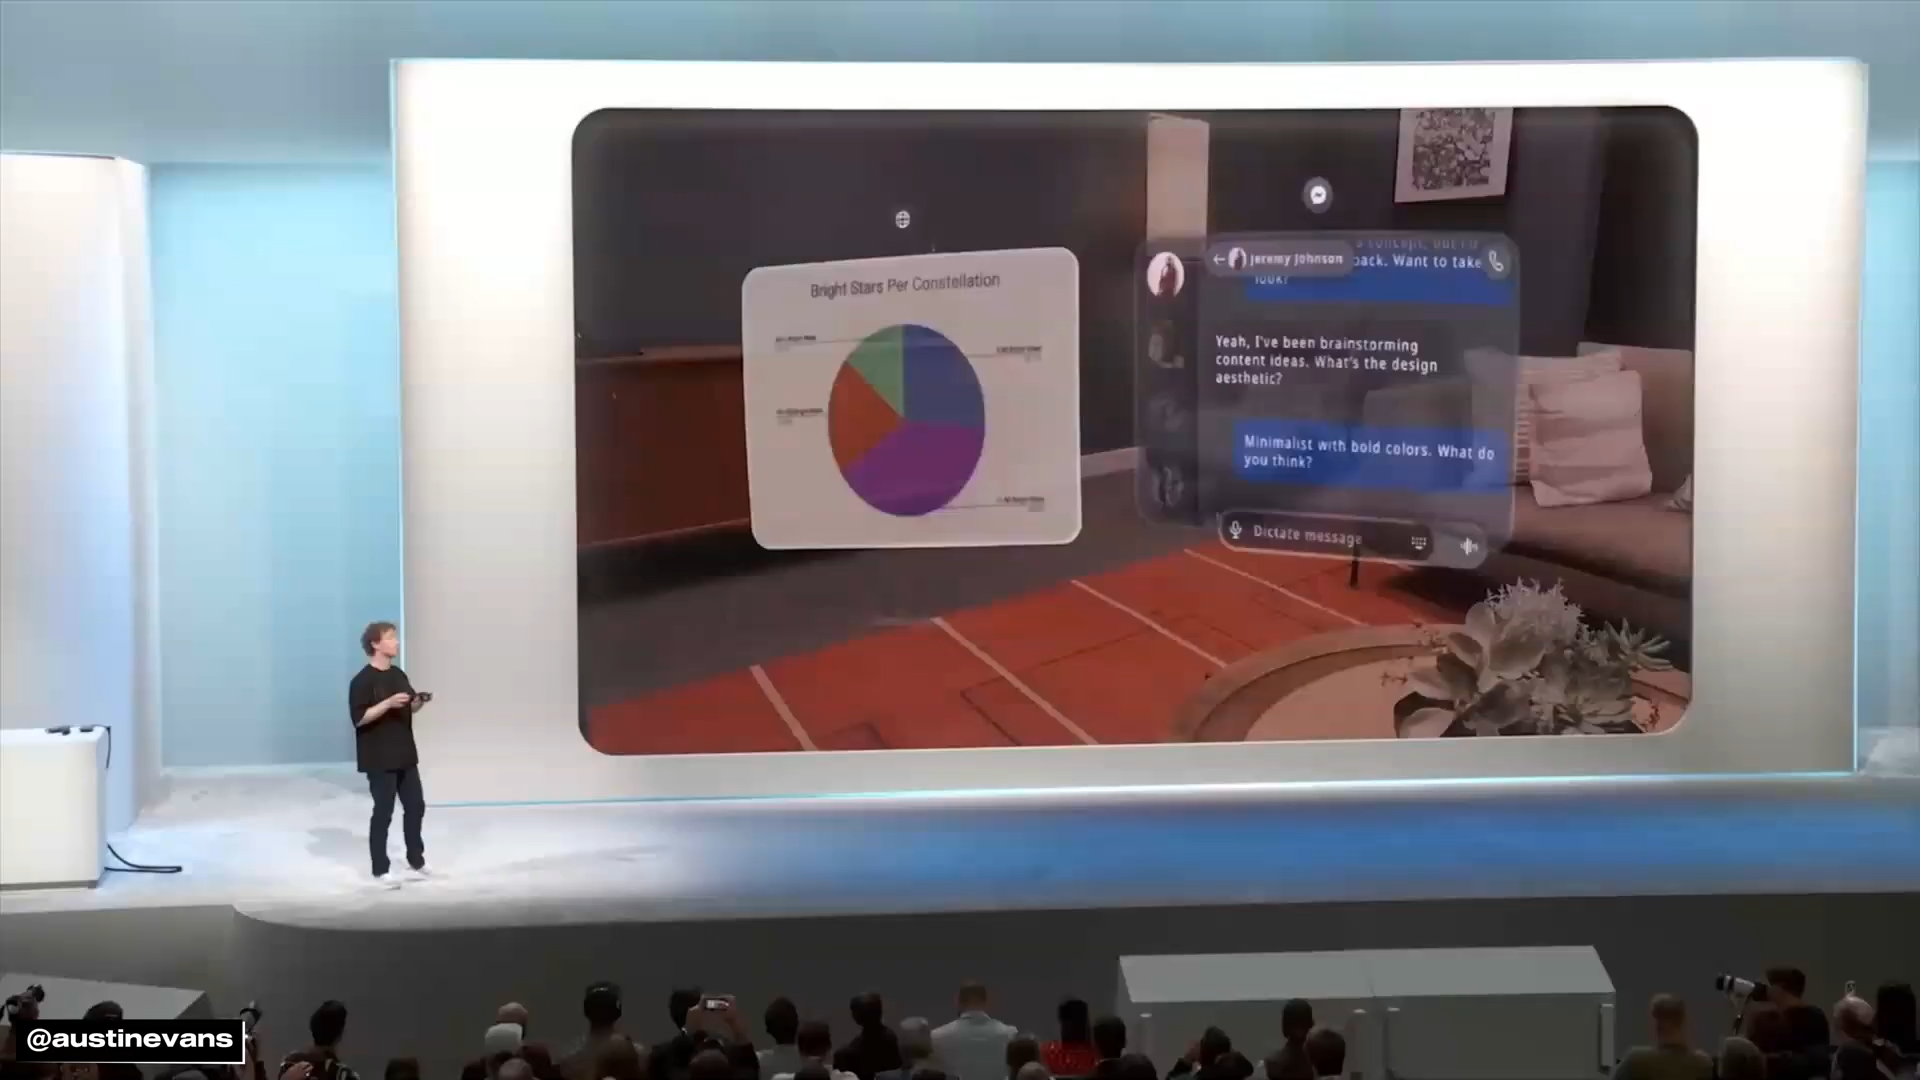 Bright Stars Per Constellation
Jeremy Johnson
back. Want to take
look?
Yeah, I've been brainstorming
content ideas. What's the design
aesthetic?
Minimalist with bold colors. What do
you think?
Dictate message
@austinevans